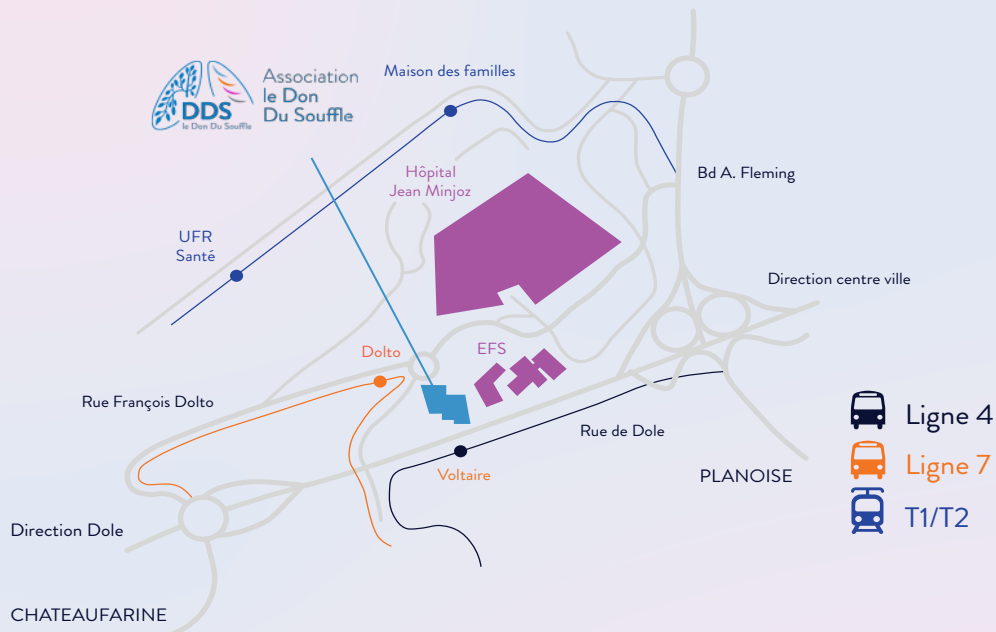 DDS
le Don Du Souffle
Association
le Don
Du Souffle
Maison des familles
Hôpital
Jean Minjoz
Bd A. Fleming
UFR
Santé
Direction centre ville
Dolto
EFS
Rue François Dolto
Rue de Dole
Voltaire
PLANOISE
Direction Dole
CHATEAUFARINE
Ligne 4
Ligne 7
T1/T2